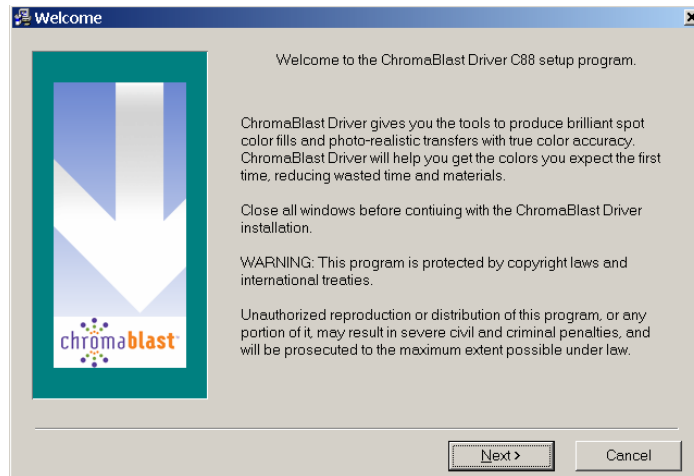 Welcome
Welcome to the ChromaBlast Driver C88 setup program.
ChromaBlast Driver gives you the tools to produce brilliant spot
color fills and photo-realistic transfers with true color accuracy.
ChromaBlast Driver will help you get the colors you expect the first
time, reducing wasted time and materials.
Close all windows before contiuing with the ChromaBlast Driver
installation.
WARNING: This program is protected by copyright laws and
international treaties.
Unauthorized reproduction or distribution of this program, or any
portion of it, may result in severe civil and criminal penalties, and
will be prosecuted to the maximum extent possible under law.
chromablast
Next >
Cancel